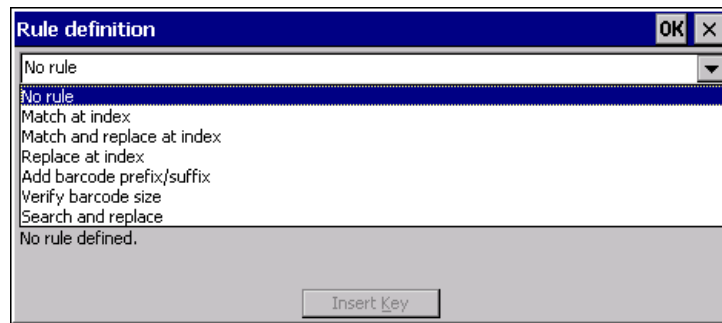 Rule definition OK ×
No rule
No rule
Match at index
Match and replace at index
Replace at index
Add barcode prefix/suffix
Verify barcode size
Search and replace
No rule defined.
Insert Key